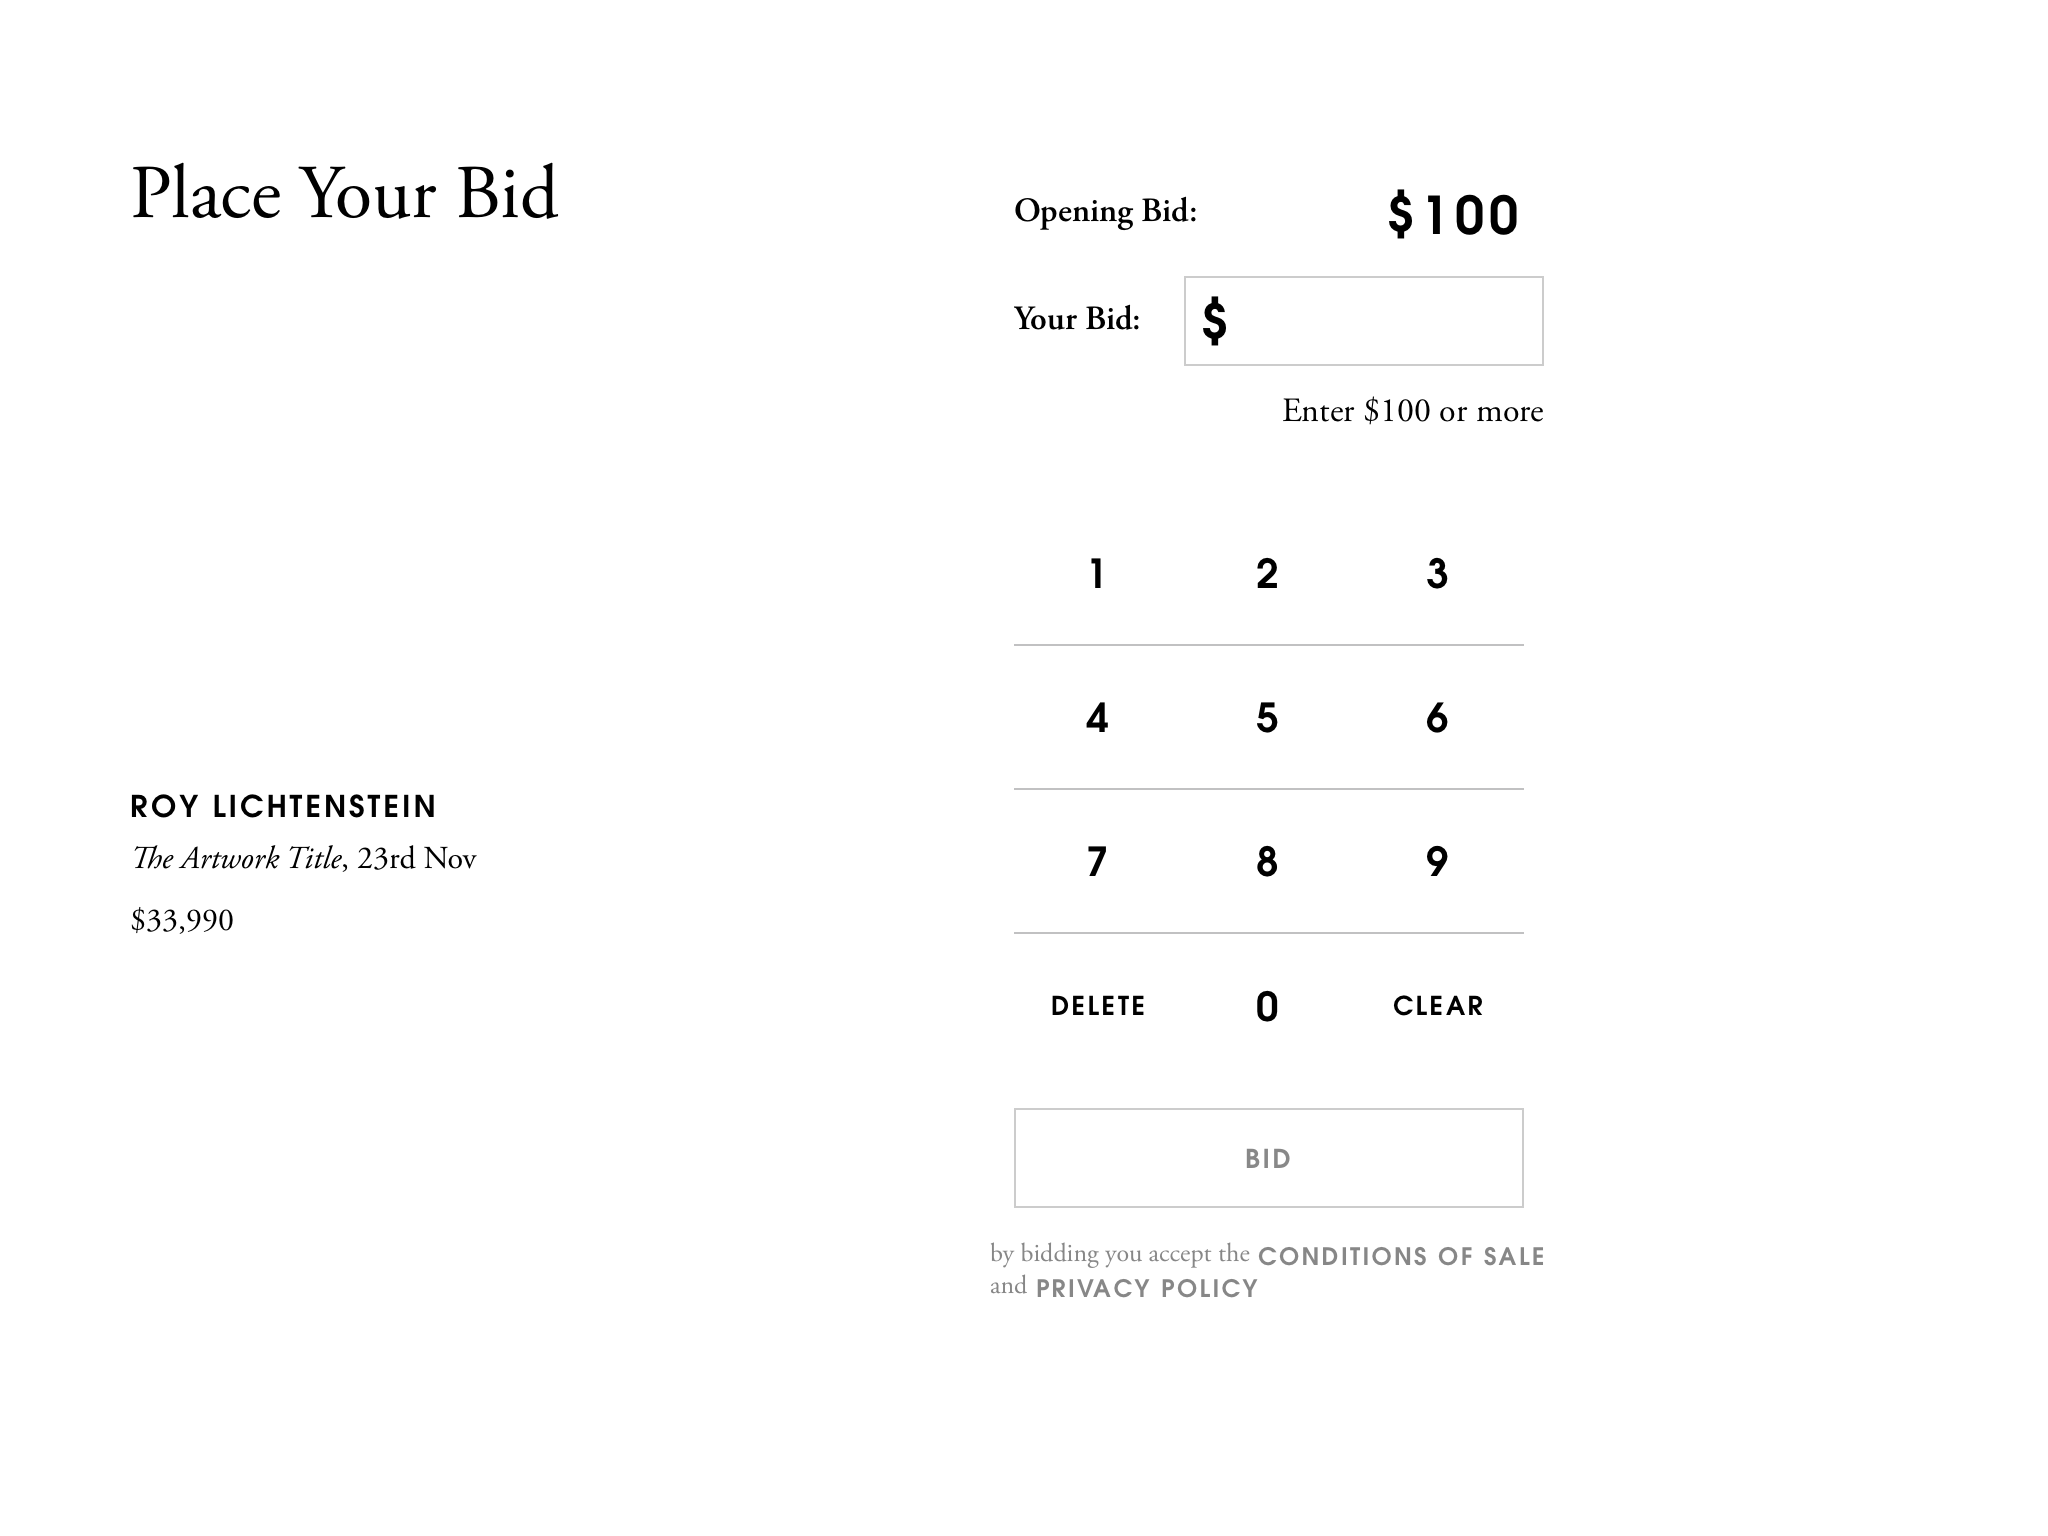 Place Your Bid
Opening Bid: $100
Your Bid: $
Enter $100 or more
1 2 3
4 5 6
7 8 9
DELETE 0 CLEAR
BID
by bidding you accept the CONDITIONS OF SALE
and PRIVACY POLICY
ROY LICHTENSTEIN
The Artwork Title, 23rd Nov
$33,990